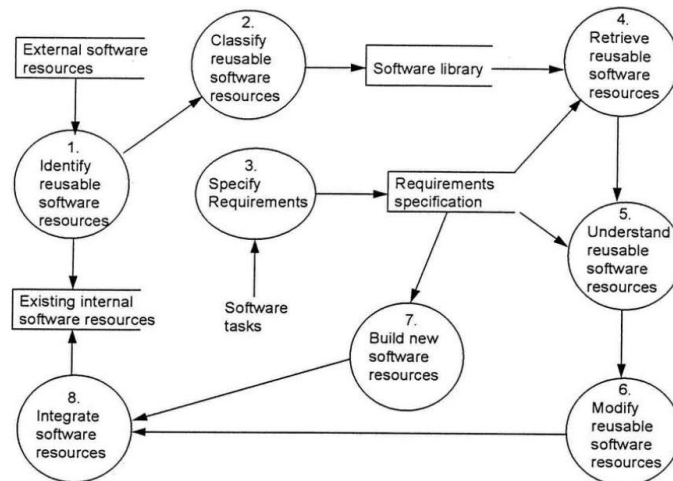 External software
resources
2.
Classify
reusable
software
resources
Software library
4.
Retrieve
reusable
software
resources
1.
Identify
reusable
software
resources
3.
Specify
Requirements
Requirements
specification
5.
Understand
reusable
software
resources
Existing internal
software resources
Software
tasks
7.
Build new
software
resources
8.
Integrate
software
resources
6.
Modify
reusable
software
resources